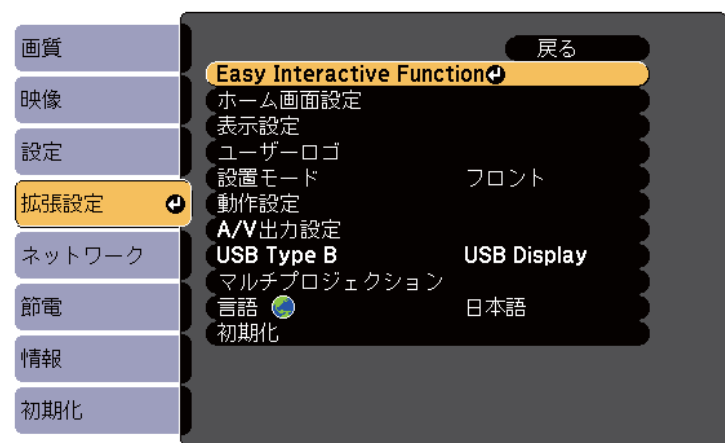 画質
映像
設定
拡張設定
ネットワーク
節電
情報
初期化
戻る
Easy Interactive Function
ホーム画面設定
表示設定
ユーザーロゴ
設置モード フロント
動作設定
A/V出力設定
USB Type B USB Display
マルチプロジェクション
言語 日本語
初期化